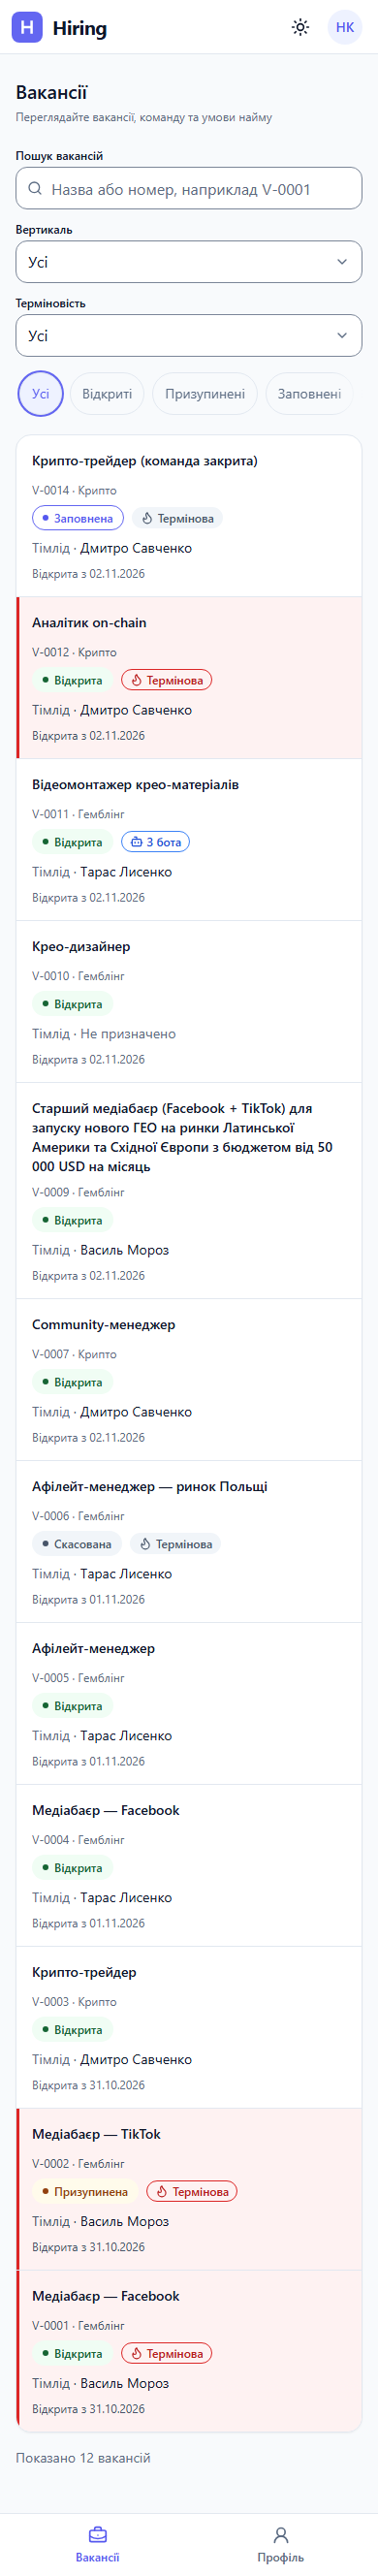 H Hiring НК
Вакансії
Переглядайте вакансії, команду та умови найму
Пошук вакансій
Назва або номер, наприклад V-0001
Вертикаль
Усі
Терміновість
Усі
Усі Відкриті Призупинені Заповнені
Крипто-трейдер (команда закрита)
V-0014 · Крипто
Заповнена Термінова
Тімлід · Дмитро Савченко
Відкрита з 02.11.2026
Аналітик on-chain
V-0012 · Крипто
Відкрита Термінова
Тімлід · Дмитро Савченко
Відкрита з 02.11.2026
Відеомонтажер крео-матеріалів
V-0011 · Гемблінг
Відкрита З бота
Тімлід · Тарас Лисенко
Відкрита з 02.11.2026
Крео-дизайнер
V-0010 · Гемблінг
Відкрита
Тімлід · Не призначено
Відкрита з 02.11.2026
Старший медіабаєр (Facebook + TikTok) для
запуску нового ГЕО на ринки Латинської
Америки та Східної Європи з бюджетом від 50
000 USD на місяць
V-0009 · Гемблінг
Відкрита
Тімлід · Василь Мороз
Відкрита з 02.11.2026
Community-менеджер
V-0007 · Крипто
Відкрита
Тімлід · Дмитро Савченко
Відкрита з 02.11.2026
Афілейт-менеджер — ринок Польщі
V-0006 · Гемблінг
Скасована Термінова
Тімлід · Тарас Лисенко
Відкрита з 01.11.2026
Афілейт-менеджер
V-0005 · Гемблінг
Відкрита
Тімлід · Тарас Лисенко
Відкрита з 01.11.2026
Медіабаєр — Facebook
V-0004 · Гемблінг
Відкрита
Тімлід · Тарас Лисенко
Відкрита з 01.11.2026
Крипто-трейдер
V-0003 · Крипто
Відкрита
Тімлід · Дмитро Савченко
Відкрита з 31.10.2026
Медіабаєр — TikTok
V-0002 · Гемблінг
Призупинена Термінова
Тімлід · Василь Мороз
Відкрита з 31.10.2026
Медіабаєр — Facebook
V-0001 · Гемблінг
Відкрита Термінова
Тімлід · Василь Мороз
Відкрита з 31.10.2026
Показано 12 вакансій
Вакансії Профіль